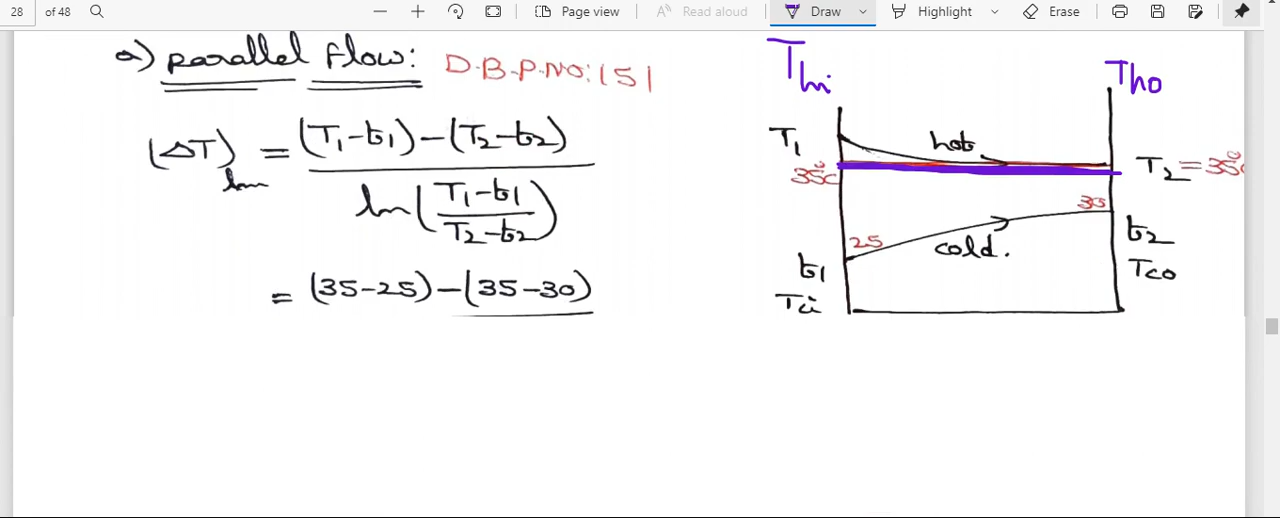 28 of 48 Page view Read aloud Draw Highlight Erase Share
a) parallel flow: D.B.P.NO:151
(ΔT)lm = (T1-t1)-(T2-t2)
ln(T1-t1
T2-t2)
= (35-25)-(35-30)
Thi Tho
T1 hot
35°C T2 = 35°C
30
25 t2
cold.
t1 Tco
Tci